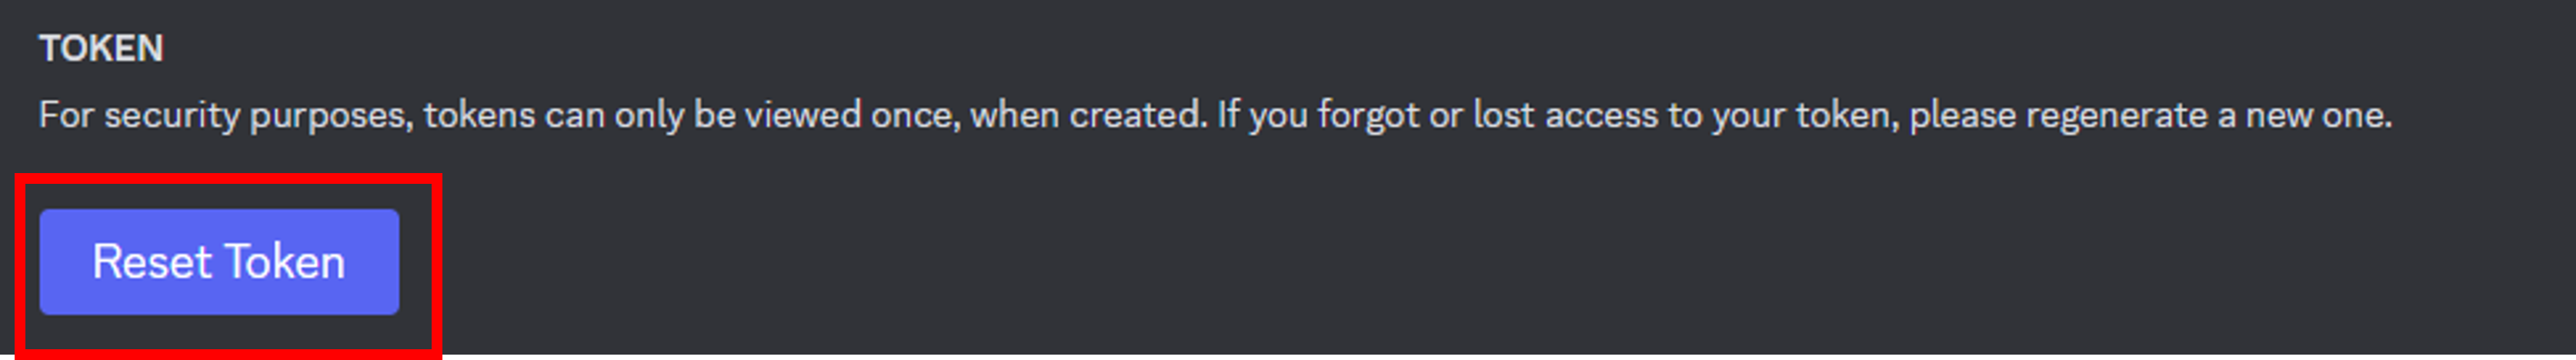 TOKEN
For security purposes, tokens can only be viewed once, when created. If you forgot or lost access to your token, please regenerate a new one.
Reset Token